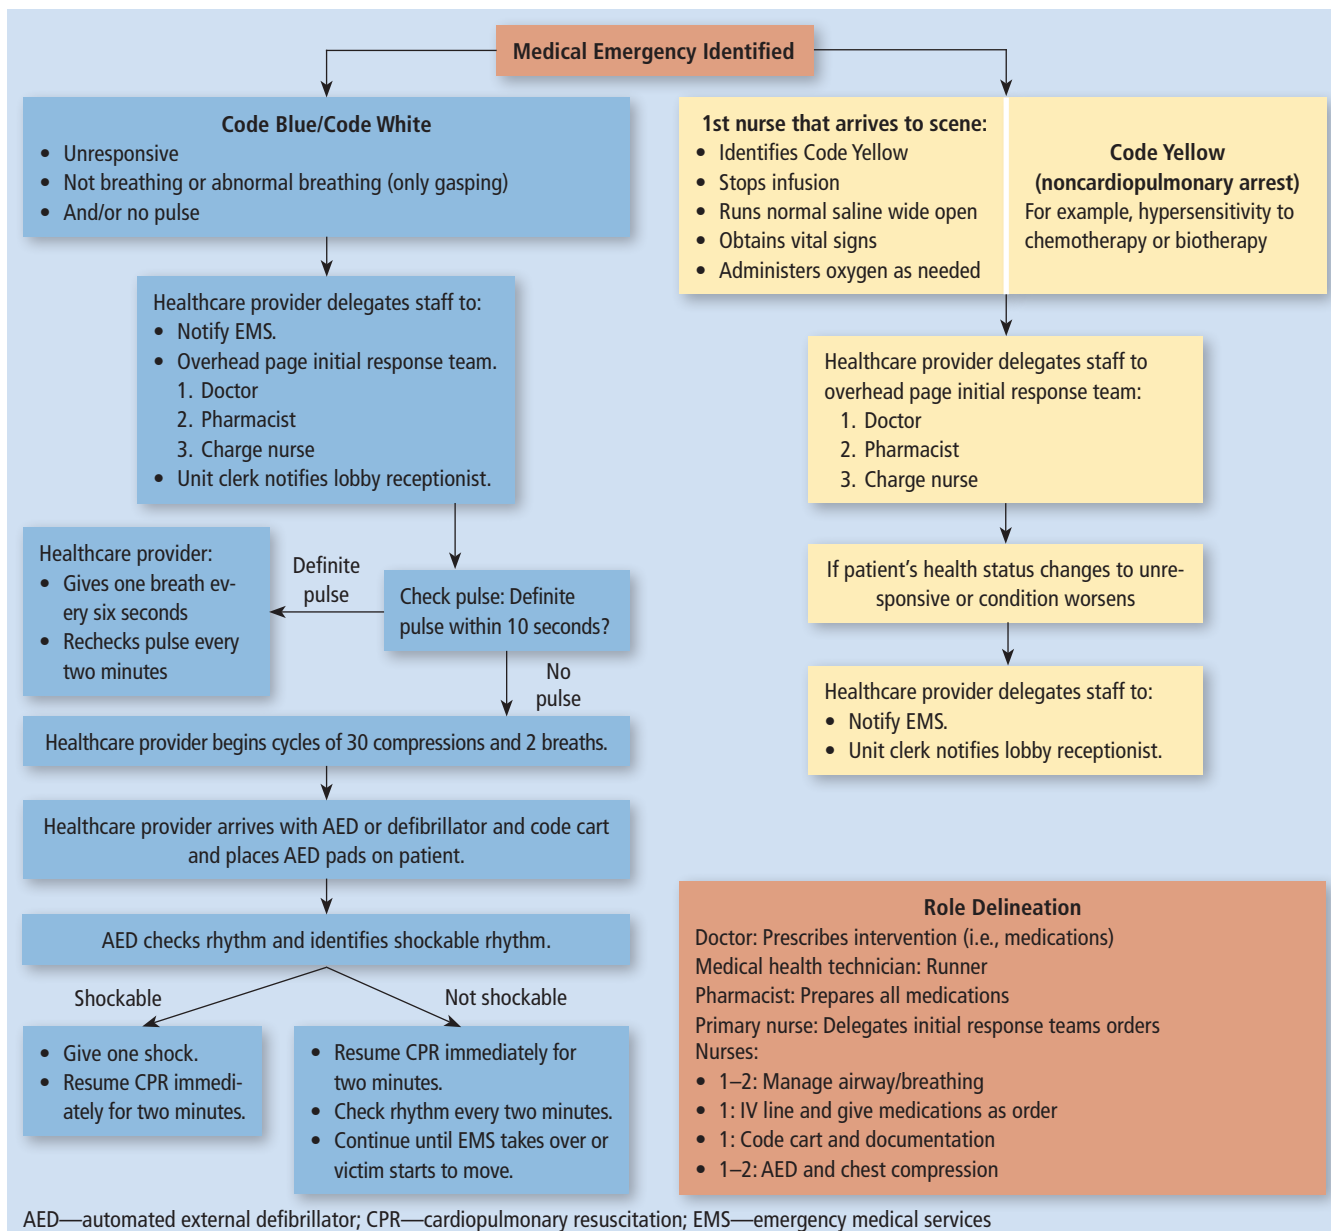 Medical Emergency Identified
Code Blue/Code White
• Unresponsive
• Not breathing or abnormal breathing (only gasping)
• And/or no pulse
1st nurse that arrives to scene:
• Identifies Code Yellow
• Stops infusion
• Runs normal saline wide open
• Obtains vital signs
• Administers oxygen as needed
Code Yellow
(noncardiopulmonary arrest)
For example, hypersensitivity to
chemotherapy or biotherapy
Healthcare provider delegates staff to:
• Notify EMS.
• Overhead page initial response team.
1. Doctor
2. Pharmacist
3. Charge nurse
• Unit clerk notifies lobby receptionist.
Healthcare provider:
• Gives one breath ev-
ery six seconds
• Rechecks pulse every
two minutes
Definite
pulse
Check pulse: Definite
pulse within 10 seconds?
No
pulse
Healthcare provider begins cycles of 30 compressions and 2 breaths.
Healthcare provider arrives with AED or defibrillator and code cart
and places AED pads on patient.
AED checks rhythm and identifies shockable rhythm.
Shockable
Not shockable
• Give one shock.
• Resume CPR immedi-
ately for two minutes.
• Resume CPR immediately for
two minutes.
• Check rhythm every two minutes.
• Continue until EMS takes over or
victim starts to move.
Healthcare provider delegates staff to
overhead page initial response team:
1. Doctor
2. Pharmacist
3. Charge nurse
If patient’s health status changes to unre-
sponsive or condition worsens
Healthcare provider delegates staff to:
• Notify EMS.
• Unit clerk notifies lobby receptionist.
Role Delineation
Doctor: Prescribes intervention (i.e., medications)
Medical health technician: Runner
Pharmacist: Prepares all medications
Primary nurse: Delegates initial response teams orders
Nurses:
• 1–2: Manage airway/breathing
• 1: IV line and give medications as order
• 1: Code cart and documentation
• 1–2: AED and chest compression
AED—automated external defibrillator; CPR—cardiopulmonary resuscitation; EMS—emergency medical services